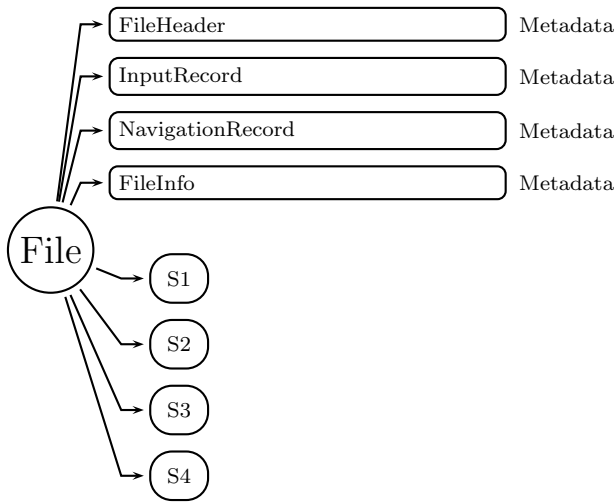 FileHeader Metadata
InputRecord Metadata
NavigationRecord Metadata
FileInfo Metadata
File
S1
S2
S3
S4